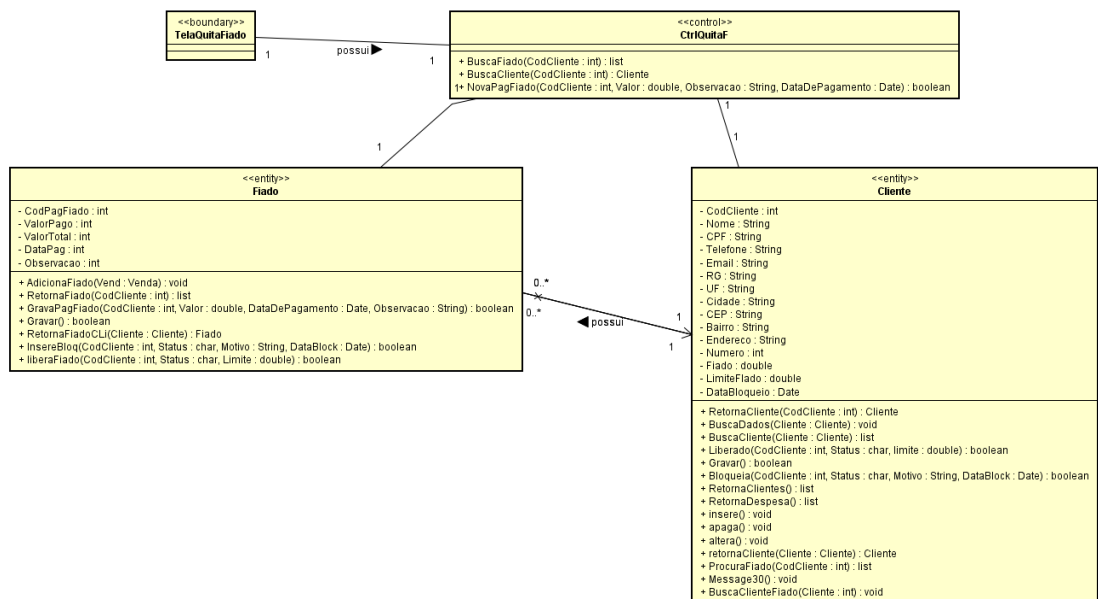 <<boundary>>
TelaQuitaFiado
1
possui
1
<<control>>
CtrlQuitaF
+ BuscaFiado(CodCliente : int) : list
+ BuscaCliente(CodCliente : int) : Cliente
1
+ NovaPagFiado(CodCliente : int, Valor : double, Observacao : String, DataDePagamento : Date) : boolean
1
1
1
<<entity>>
Fiado
- CodPagFiado : int
- ValorPago : int
- ValorTotal : int
- DataPag : int
- Observacao : int
+ AdicionaFiado(Vend : Venda) : void
+ RetornaFiado(CodCliente : int) : list
+ GravaPagFiado(CodCliente : int, Valor : double, DataDePagamento : Date, Observacao : String) : boolean
+ Gravar() : boolean
+ RetornaFiadoCLi(Cliente : Cliente) : Fiado
+ InsereBloq(CodCliente : int, Status : char, Motivo : String, DataBlock : Date) : boolean
+ liberaFiado(CodCliente : int, Status : char, Limite : double) : boolean
0..*
0..*
possui
1
1
<<entity>>
Cliente
- CodCliente : int
- Nome : String
- CPF : String
- Telefone : String
- Email : String
- RG : String
- UF : String
- Cidade : String
- CEP : String
- Bairro : String
- Endereco : String
- Numero : int
- Fiado : double
- LimiteFIado : double
- DataBloqueio : Date
+ RetornaCliente(CodCliente : int) : Cliente
+ BuscaDados(Cliente : Cliente) : void
+ BuscaCliente(Cliente : Cliente) : list
+ Liberado(CodCliente : int, Status : char, limite : double) : boolean
+ Gravar() : boolean
+ Bloqueia(CodCliente : int, Status : char, Motivo : String, DataBlock : Date) : boolean
+ RetornaClientes() : list
+ RetornaDespesa() : list
+ insere() : void
+ apaga() : void
+ altera() : void
+ retornaCliente(Cliente : Cliente) : Cliente
+ ProcuraFiado(CodCliente : int) : list
+ Message30() : void
+ BuscaClienteFiado(Cliente : int) : void